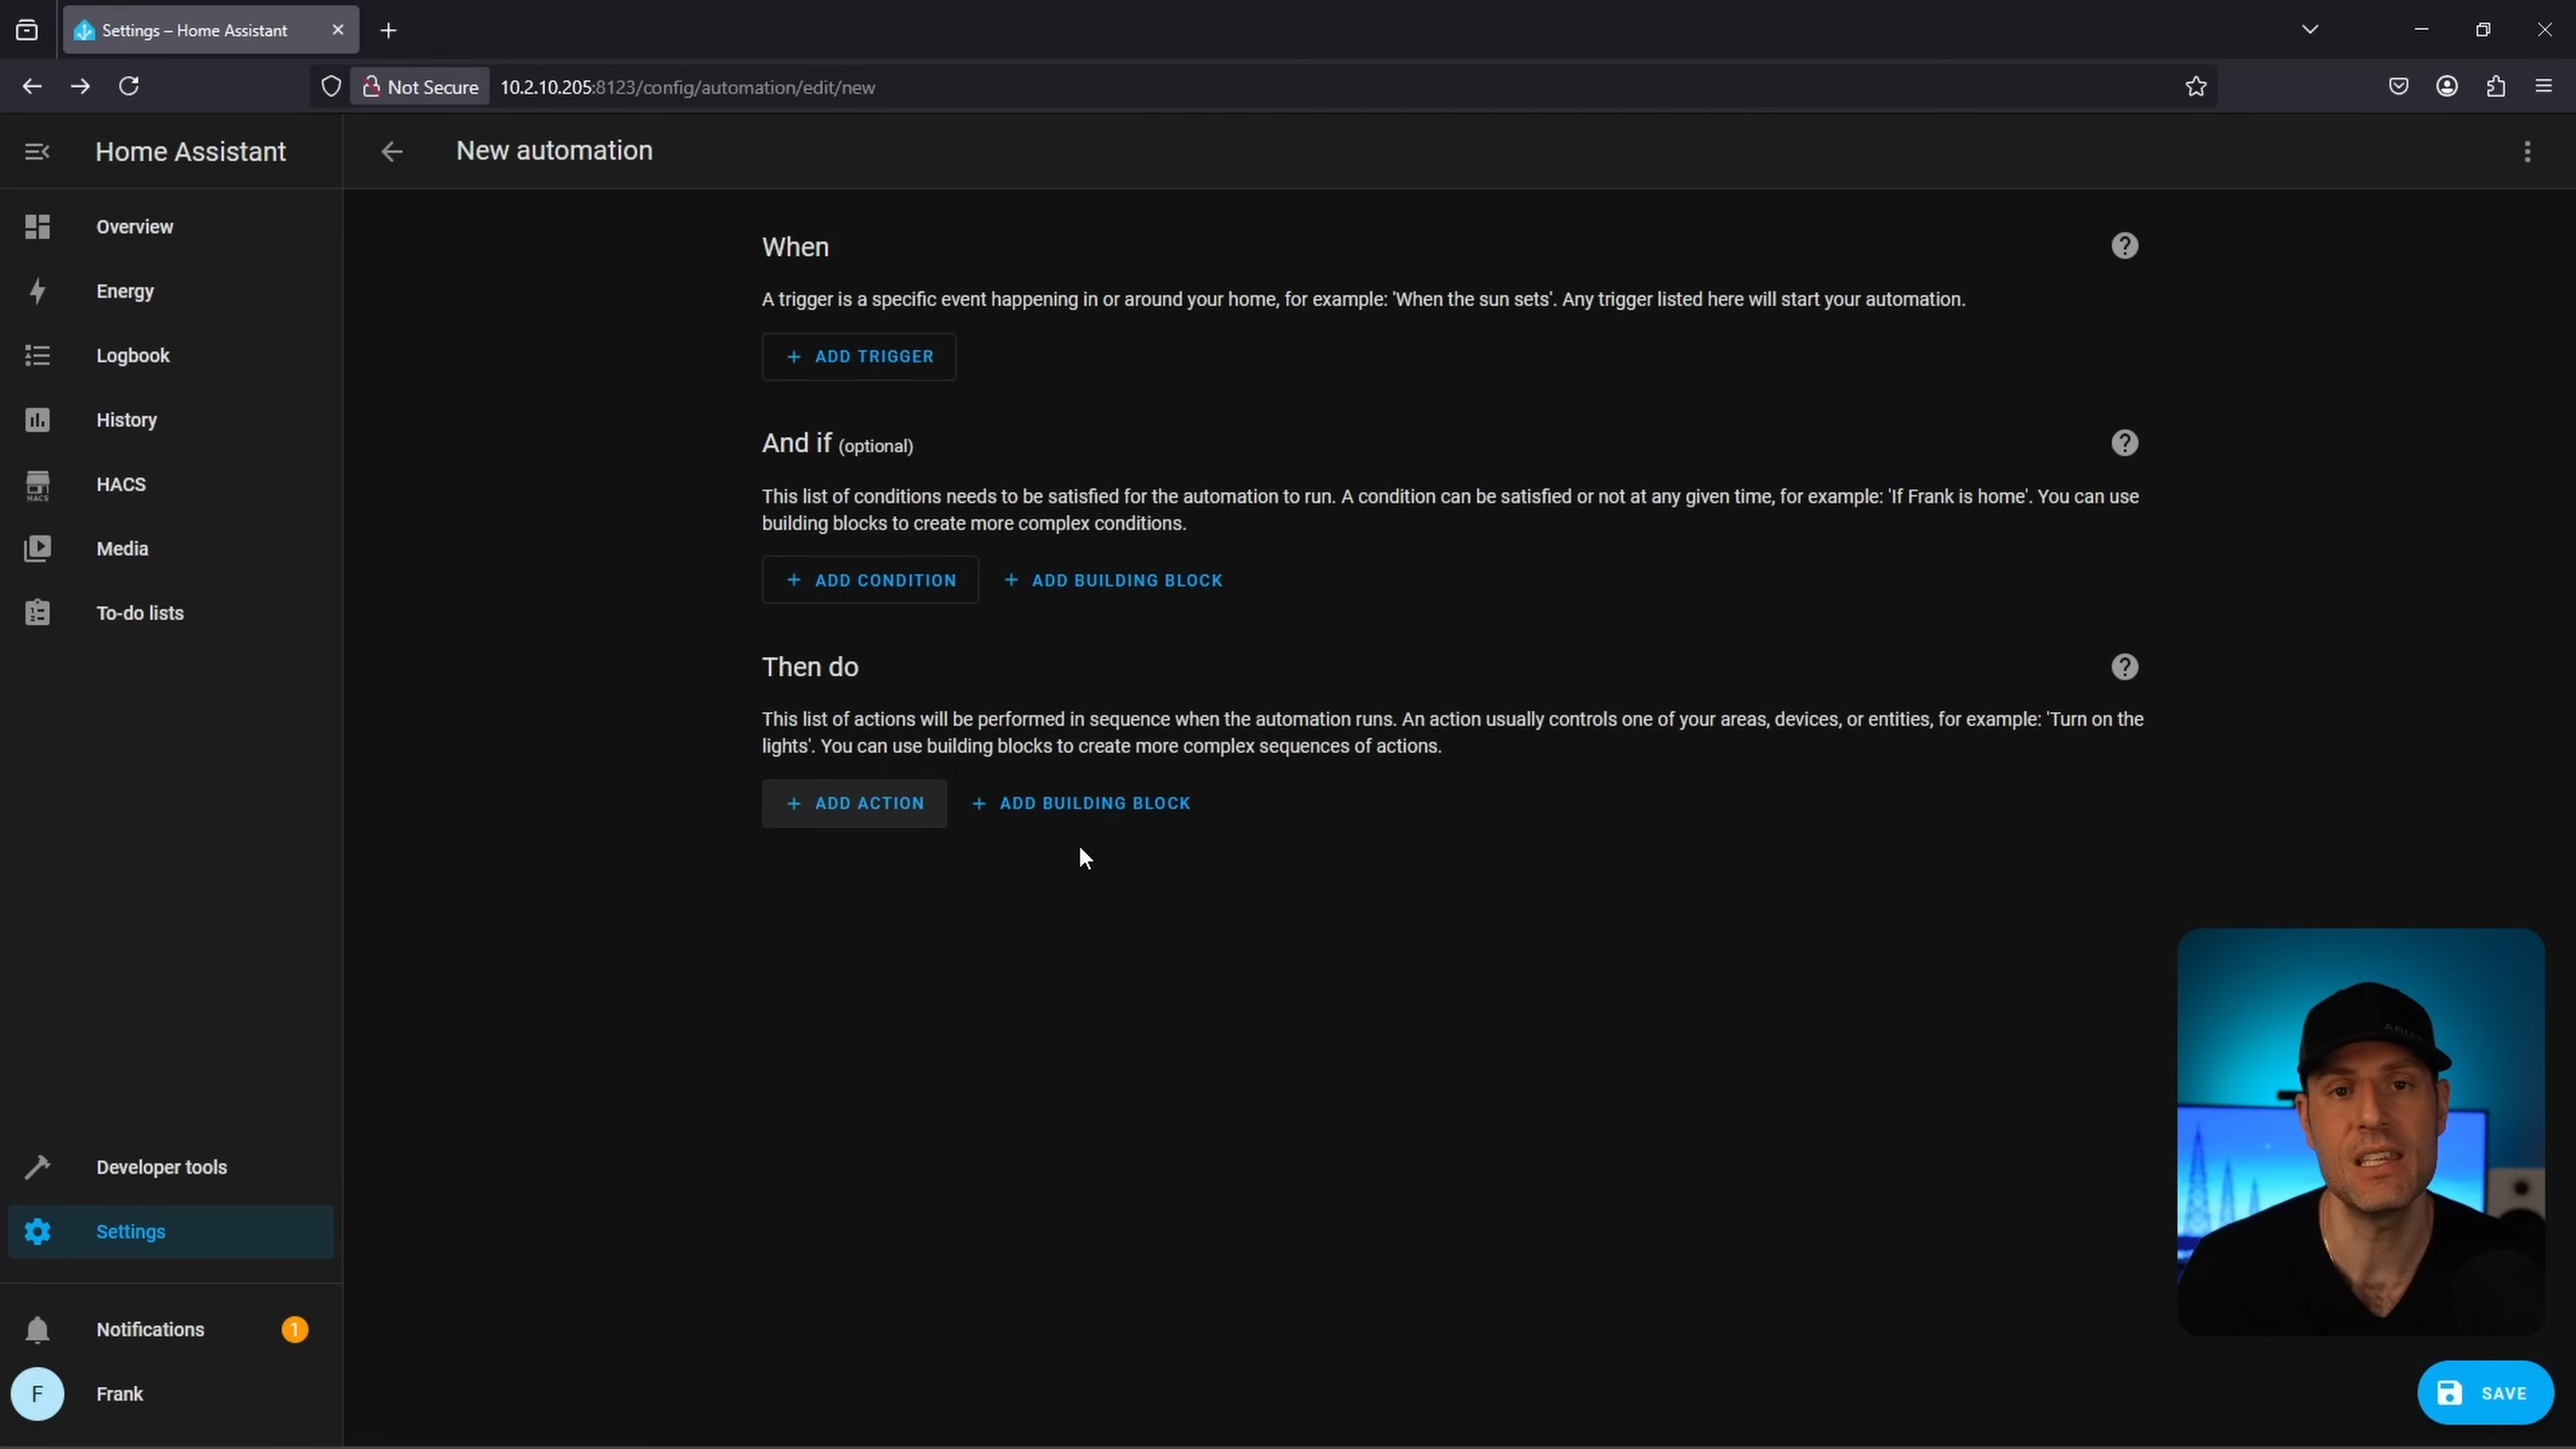 Settings – Home Assistant
Not Secure
10.2.10.205:8123/config/automation/edit/new
Home Assistant
New automation
Overview
Energy
Logbook
History
HACS
HACS
Media
To-do lists
When
A trigger is a specific event happening in or around your home, for example: 'When the sun sets'. Any trigger listed here will start your automation.
+ ADD TRIGGER
And if (optional)
This list of conditions needs to be satisfied for the automation to run. A condition can be satisfied or not at any given time, for example: 'If Frank is home'. You can use
building blocks to create more complex conditions.
+ ADD CONDITION + ADD BUILDING BLOCK
Then do
This list of actions will be performed in sequence when the automation runs. An action usually controls one of your areas, devices, or entities, for example: 'Turn on the
lights'. You can use building blocks to create more complex sequences of actions.
+ ADD ACTION + ADD BUILDING BLOCK
Developer tools
Settings
Notifications 1
F Frank
SAVE